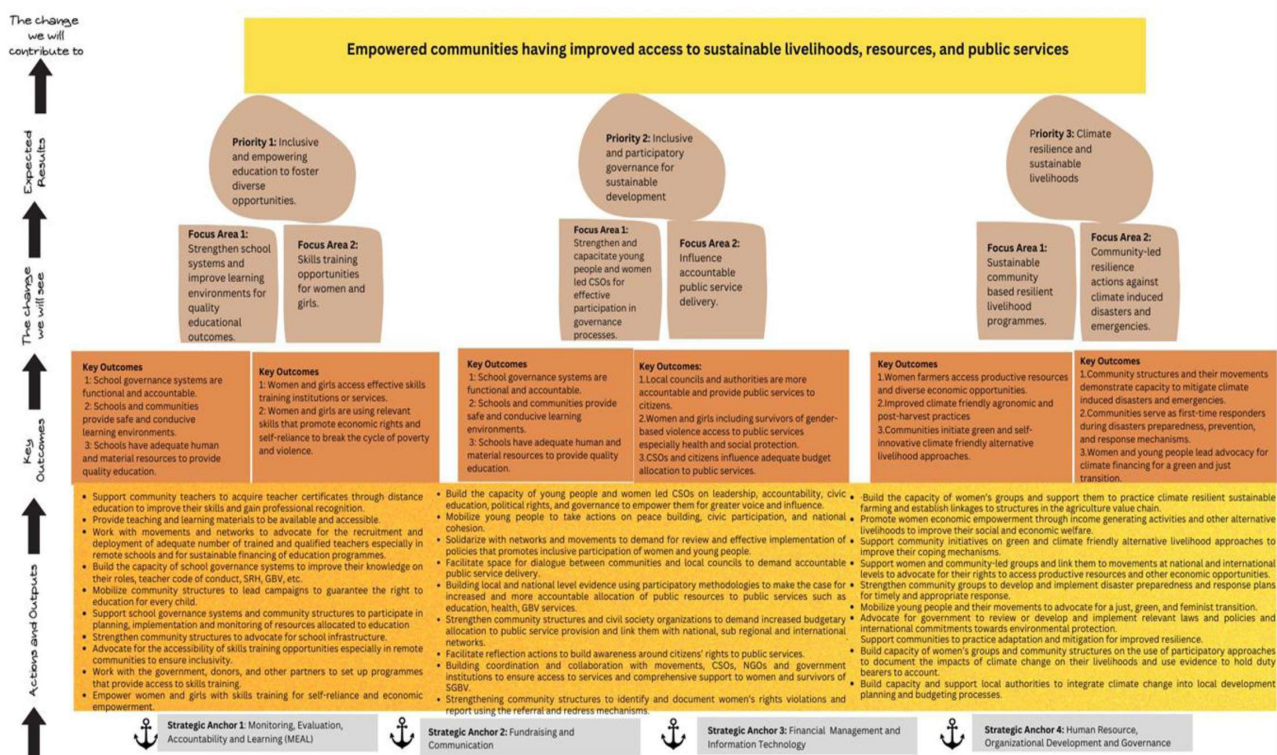 The change
we will
contribute to
Empowered communities having improved access to sustainable livelihoods, resources, and public services
Expected
Results
Priority 1: Inclusive
and empowering
education to foster
diverse
opportunities.
Priority 2: Inclusive
and participatory
governance for
sustainable
development
Priority 3: Climate
resilience and
sustainable
livelihoods
The change
we will see
Focus Area 1:
Strengthen school
systems and
improve learning
environments for
quality
educational
outcomes.
Focus Area 2:
Skills training
opportunities
for women and
girls.
Focus Area 1:
Strengthen and
capacitate young
people and women
led CSOs for
effective
participation in
governance
processes.
Focus Area 2:
Influence
accountable
public service
delivery.
Focus Area 1:
Sustainable
community
based resilient
livelihood
programmes.
Focus Area 2:
Community-led
resilience
actions against
climate induced
disasters and
emergencies.
Key
Outcomes
Key Outcomes
1: School governance systems are
functional and accountable.
2: Schools and communities
provide safe and conducive
learning environments.
3: Schools have adequate human
and material resources to provide
quality education.
Key Outcomes
1: Women and girls access effective skills
training institutions or services.
2: Women and girls are using relevant
skills that promote economic rights and
self-reliance to break the cycle of poverty
and violence.
Key Outcomes
1: School governance systems are
functional and accountable.
2: Schools and communities provide
safe and conducive learning
environments.
3: Schools have adequate human and
material resources to provide quality
education.
Key Outcomes:
1.Local councils and authorities are more
accountable and provide public services to
citizens.
2.Women and girls including survivors of gender-
based violence access to public services
especially health and social protection.
3.CSOs and citizens influence adequate budget
allocation to public services.
Key Outcomes
1.Women farmers access productive resources
and diverse economic opportunities.
2.Improved climate friendly agronomic and
post-harvest practices
3.Communities initiate green and self-
innovative climate friendly alternative
livelihood approaches.
Key Outcomes
1.Community structures and their movements
demonstrate capacity to mitigate climate
induced disasters and emergencies.
2.Communities serve as first-time responders
during disasters preparedness, prevention,
and response mechanisms.
3.Women and young people lead advocacy for
climate financing for a green and just
transition.
Actions and Outputs
• Support community teachers to acquire teacher certificates through distance
education to improve their skills and gain professional recognition.
• Provide teaching and learning materials to be available and accessible.
• Work with movements and networks to advocate for the recruitment and
deployment of adequate number of trained and qualified teachers especially in
remote schools and for sustainable financing of education programmes.
• Build the capacity of school governance systems to improve their knowledge on
their roles, teacher code of conduct, SRH, GBV, etc.
• Mobilize community structures to lead campaigns to guarantee the right to
education for every child.
• Support school governance systems and community structures to participate in
planning, implementation and monitoring of resources allocated to education
• Strengthen community structures to advocate for school infrastructure.
• Advocate for the accessibility of skills training opportunities especially in remote
communities to ensure inclusivity.
• Work with the government, donors, and other partners to set up programmes
that provide access to skills training.
• Empower women and girls with skills training for self-reliance and economic
empowerment.
• Build the capacity of young people and women led CSOs on leadership, accountability, civic
education, political rights, and governance to empower them for greater voice and influence.
• Mobilize young people to take actions on peace building, civic participation, and national
cohesion.
• Solidarize with networks and movements to demand for review and effective implementation of
policies that promotes inclusive participation of women and young people.
• Facilitate space for dialogue between communities and local councils to demand accountable
public service delivery.
• Building local and national level evidence using participatory methodologies to make the case for
increased and more accountable allocation of public resources to public services such as
education, health, GBV services.
• Strengthen community structures and civil society organizations to demand increased budgetary
allocation to public service provision and link them with national, sub regional and international
networks.
• Facilitate reflection actions to build awareness around citizens' rights to public services.
• Building coordination and collaboration with movements, CSOs, NGOs and government
institutions to ensure access to services and comprehensive support to women and survivors of
SGBV.
• Strengthening community structures to identify and document women's rights violations and
report using the referral and redress mechanisms.
• ·Build the capacity of women's groups and support them to practice climate resilient sustainable
farming and establish linkages to structures in the agriculture value chain.
• Promote women economic empowerment through income generating activities and other alternative
livelihoods to improve their social and economic welfare.
• Support community initiatives on green and climate friendly alternative livelihood approaches to
improve their coping mechanisms.
• Support women and community-led groups and link them to movements at national and international
levels to advocate for their rights to access productive resources and other economic opportunities.
• Strengthen community groups to develop and implement disaster preparedness and response plans
for timely and appropriate response.
• Mobilize young people and their movements to advocate for a just, green, and feminist transition.
• Advocate for government to review or develop and implement relevant laws and policies and
international commitments towards environmental protection.
Support communities to practice adaptation and mitigation for improved resilience.
• Build capacity of women's groups and community structures on the use of participatory approaches
to document the impacts of climate change on their livelihoods and use evidence to hold duty
bearers to account.
• Build capacity and support local authorities to integrate climate change into local development
planning and budgeting processes.
Strategic Anchor 1: Monitoring, Evaluation,
Accountability and Learning (MEAL)
Strategic Anchor 2: Fundraising and
Communication
Strategic Anchor 3: Financial Management and
Information Technology
Strategic Anchor 4: Human Resource,
Organizational Development and Governance